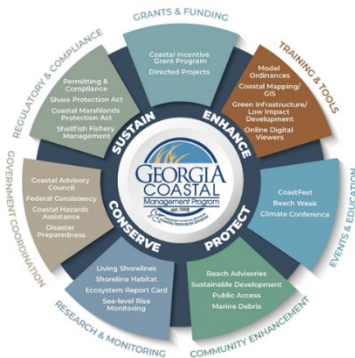 GRANTS & FUNDING
Coastal Incentive
Grant Program
Directed Projects
TRAINING & TOOLS
Model
Ordinances
Coastal Mapping/
GIS
Green Infrastructure/
Low Impact
Development
Online Digital
Viewers
EVENTS & EDUCATION
CoastFest
Beach Week
Climate Conference
COMMUNITY ENHANCEMENT
Beach Advisories
Sustainable Development
Public Access
Marine Debris
RESEARCH & MONITORING
Living Shorelines
Shoreline Habitat
Ecosystem Report Card
Sea-level Rise
Monitoring
GOVERNMENT COORDINATION
Coastal Advisory
Council
Federal Consistency
Coastal Hazards
Assistance
Disaster
Preparedness
REGULATORY & COMPLIANCE
Permitting &
Compliance
Shore Protection Act
Coastal Marshlands
Protection Act
Shellfish Fishery
Management
SUSTAIN
ENHANCE
PROTECT
CONSERVE
GEORGIA
COASTAL
Management Program
est 1998